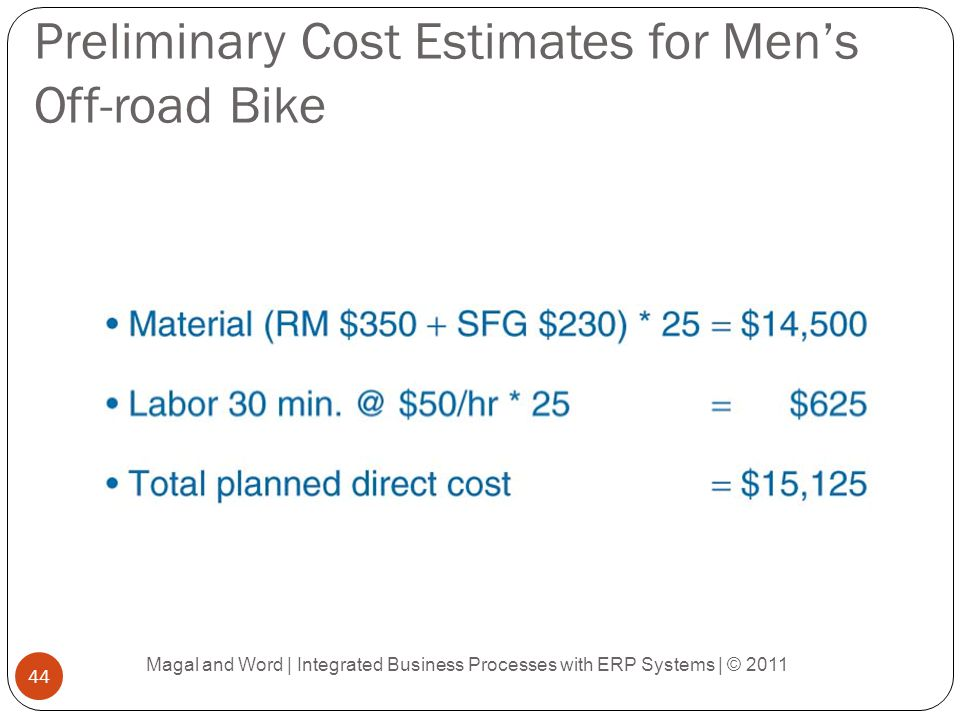 Preliminary Cost Estimates for Men’s
Off-road Bike
• Material (RM $350 + SFG $230) * 25 = $14,500
• Labor 30 min. @ $50/hr * 25 = $625
• Total planned direct cost = $15,125
Magal and Word | Integrated Business Processes with ERP Systems | © 2011
44